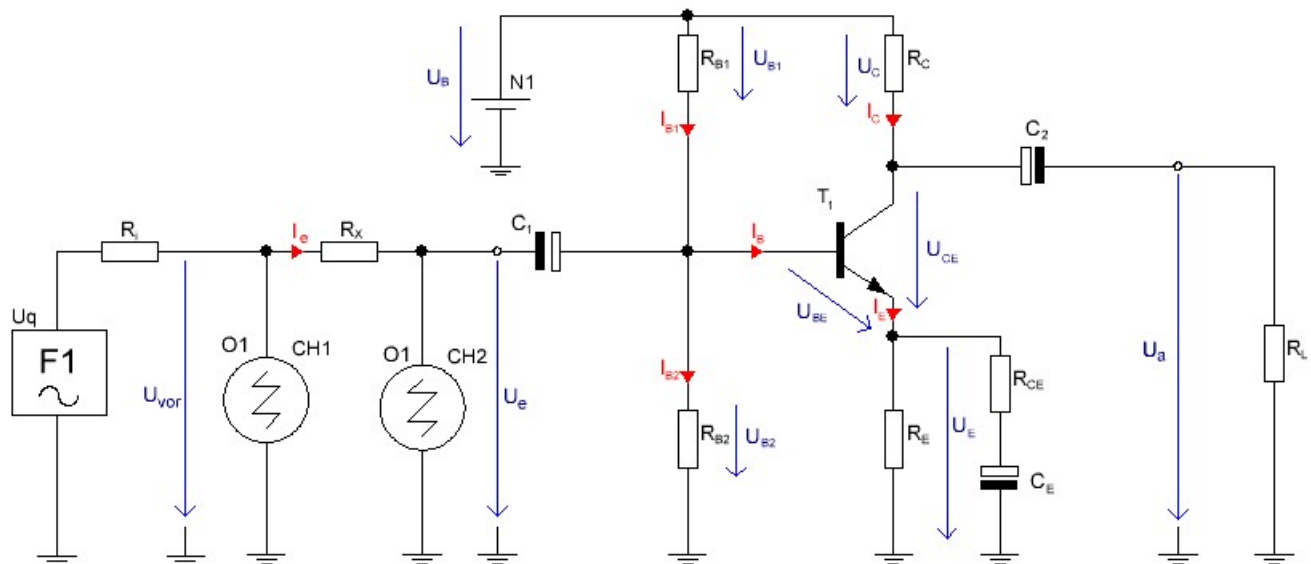 R_B1
U_B1
U_C
R_C
U_B
N1
I_B1
I_C
C_2
T_1
R_i
I_e
R_X
C_1
I_B
U_CE
U_BE
I_E
Uq
F1
O1
CH1
O1
CH2
U_a
R_L
U_vor
U_e
I_B2
R_CE
R_B2
U_B2
R_E
U_E
C_E